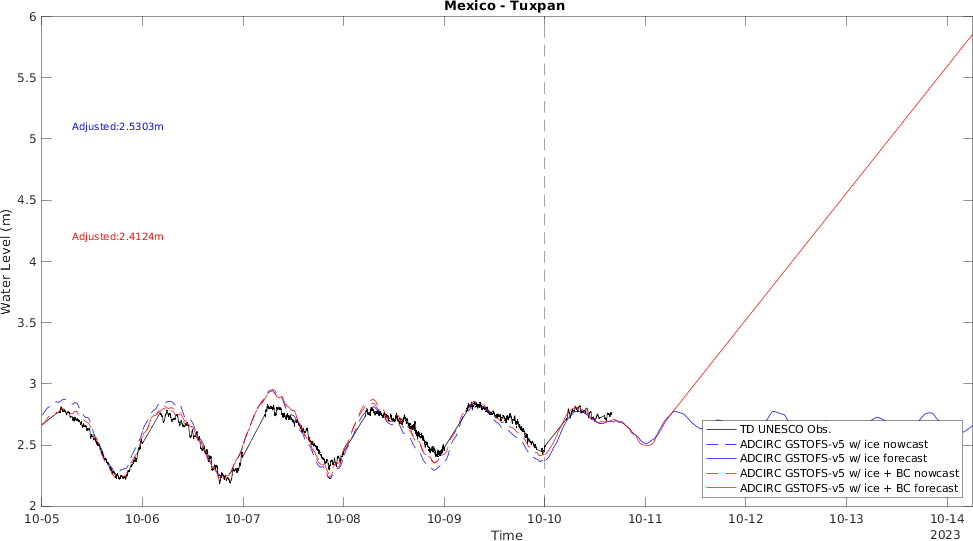 Mexico - Tuxpan
6
5.5
5
4.5
4
3.5
3
2.5
2
Water Level (m)
Adjusted:2.5303m
Adjusted:2.4124m
TD UNESCO Obs.
ADCIRC GSTOFS-v5 w/ ice nowcast
ADCIRC GSTOFS-v5 w/ ice forecast
ADCIRC GSTOFS-v5 w/ ice + BC nowcast
ADCIRC GSTOFS-v5 w/ ice + BC forecast
10-05 10-06 10-07 10-08 10-09 10-10 10-11 10-12 10-13 10-14
2023
Time